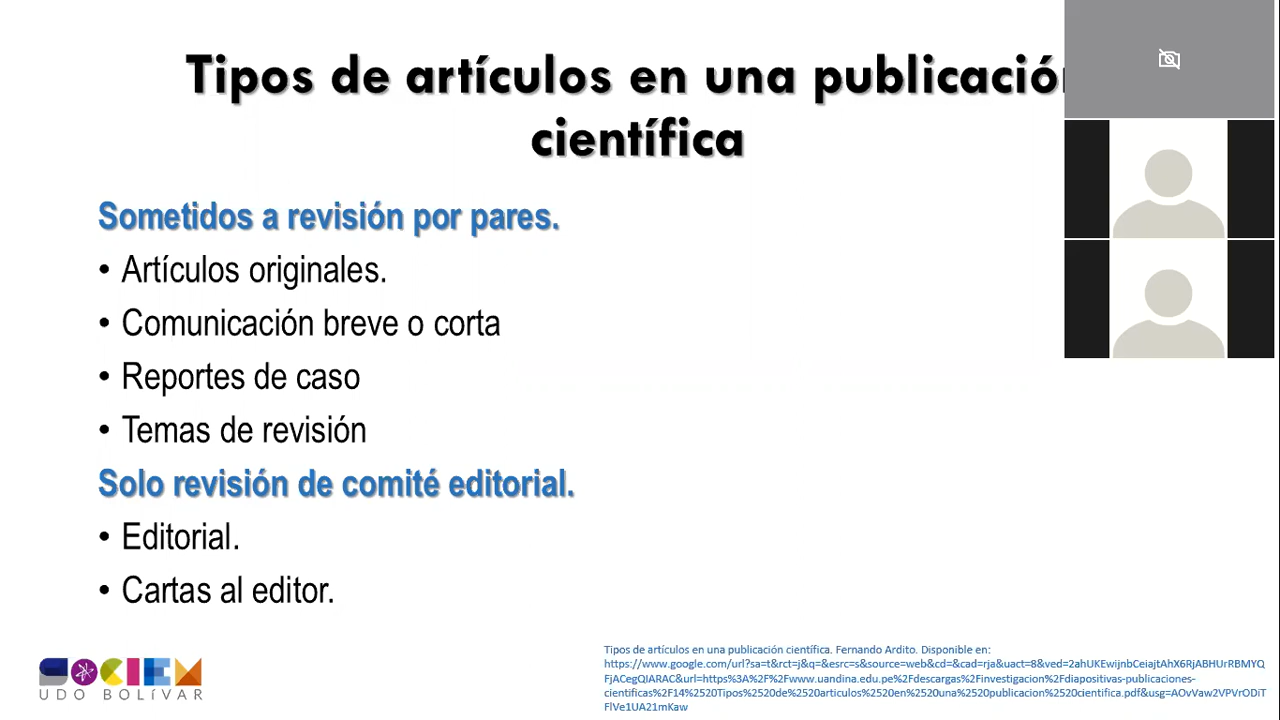 Tipos de artículos en una publicación
científica
Sometidos a revisión por pares.
• Artículos originales.
• Comunicación breve o corta
• Reportes de caso
• Temas de revisión
Solo revisión de comité editorial.
• Editorial.
• Cartas al editor.
SOCIEM
UDO BOLÍVAR
Tipos de artículos en una publicación científica. Fernando Ardito. Disponible en:
https://www.google.com/url?sa=t&rct=j&q=&esrc=s&source=web&cd=&cad=rja&uact=8&ved=2ahUKEwijnbCeiajtAhX6RjABHUrRBMYQ
FjACegQIARAC&url=https%3A%2F%2Fwww.uandina.edu.pe%2Fdescargas%2Finvestigacion%2Fdiapositivas-publicaciones-
cientificas%2F14%2520Tipos%2520de%2520articulos%2520en%2520una%2520publicacion%2520cientifica.pdf&usg=AOvVaw2VPVrODiT
FlVe1UA21mKaw